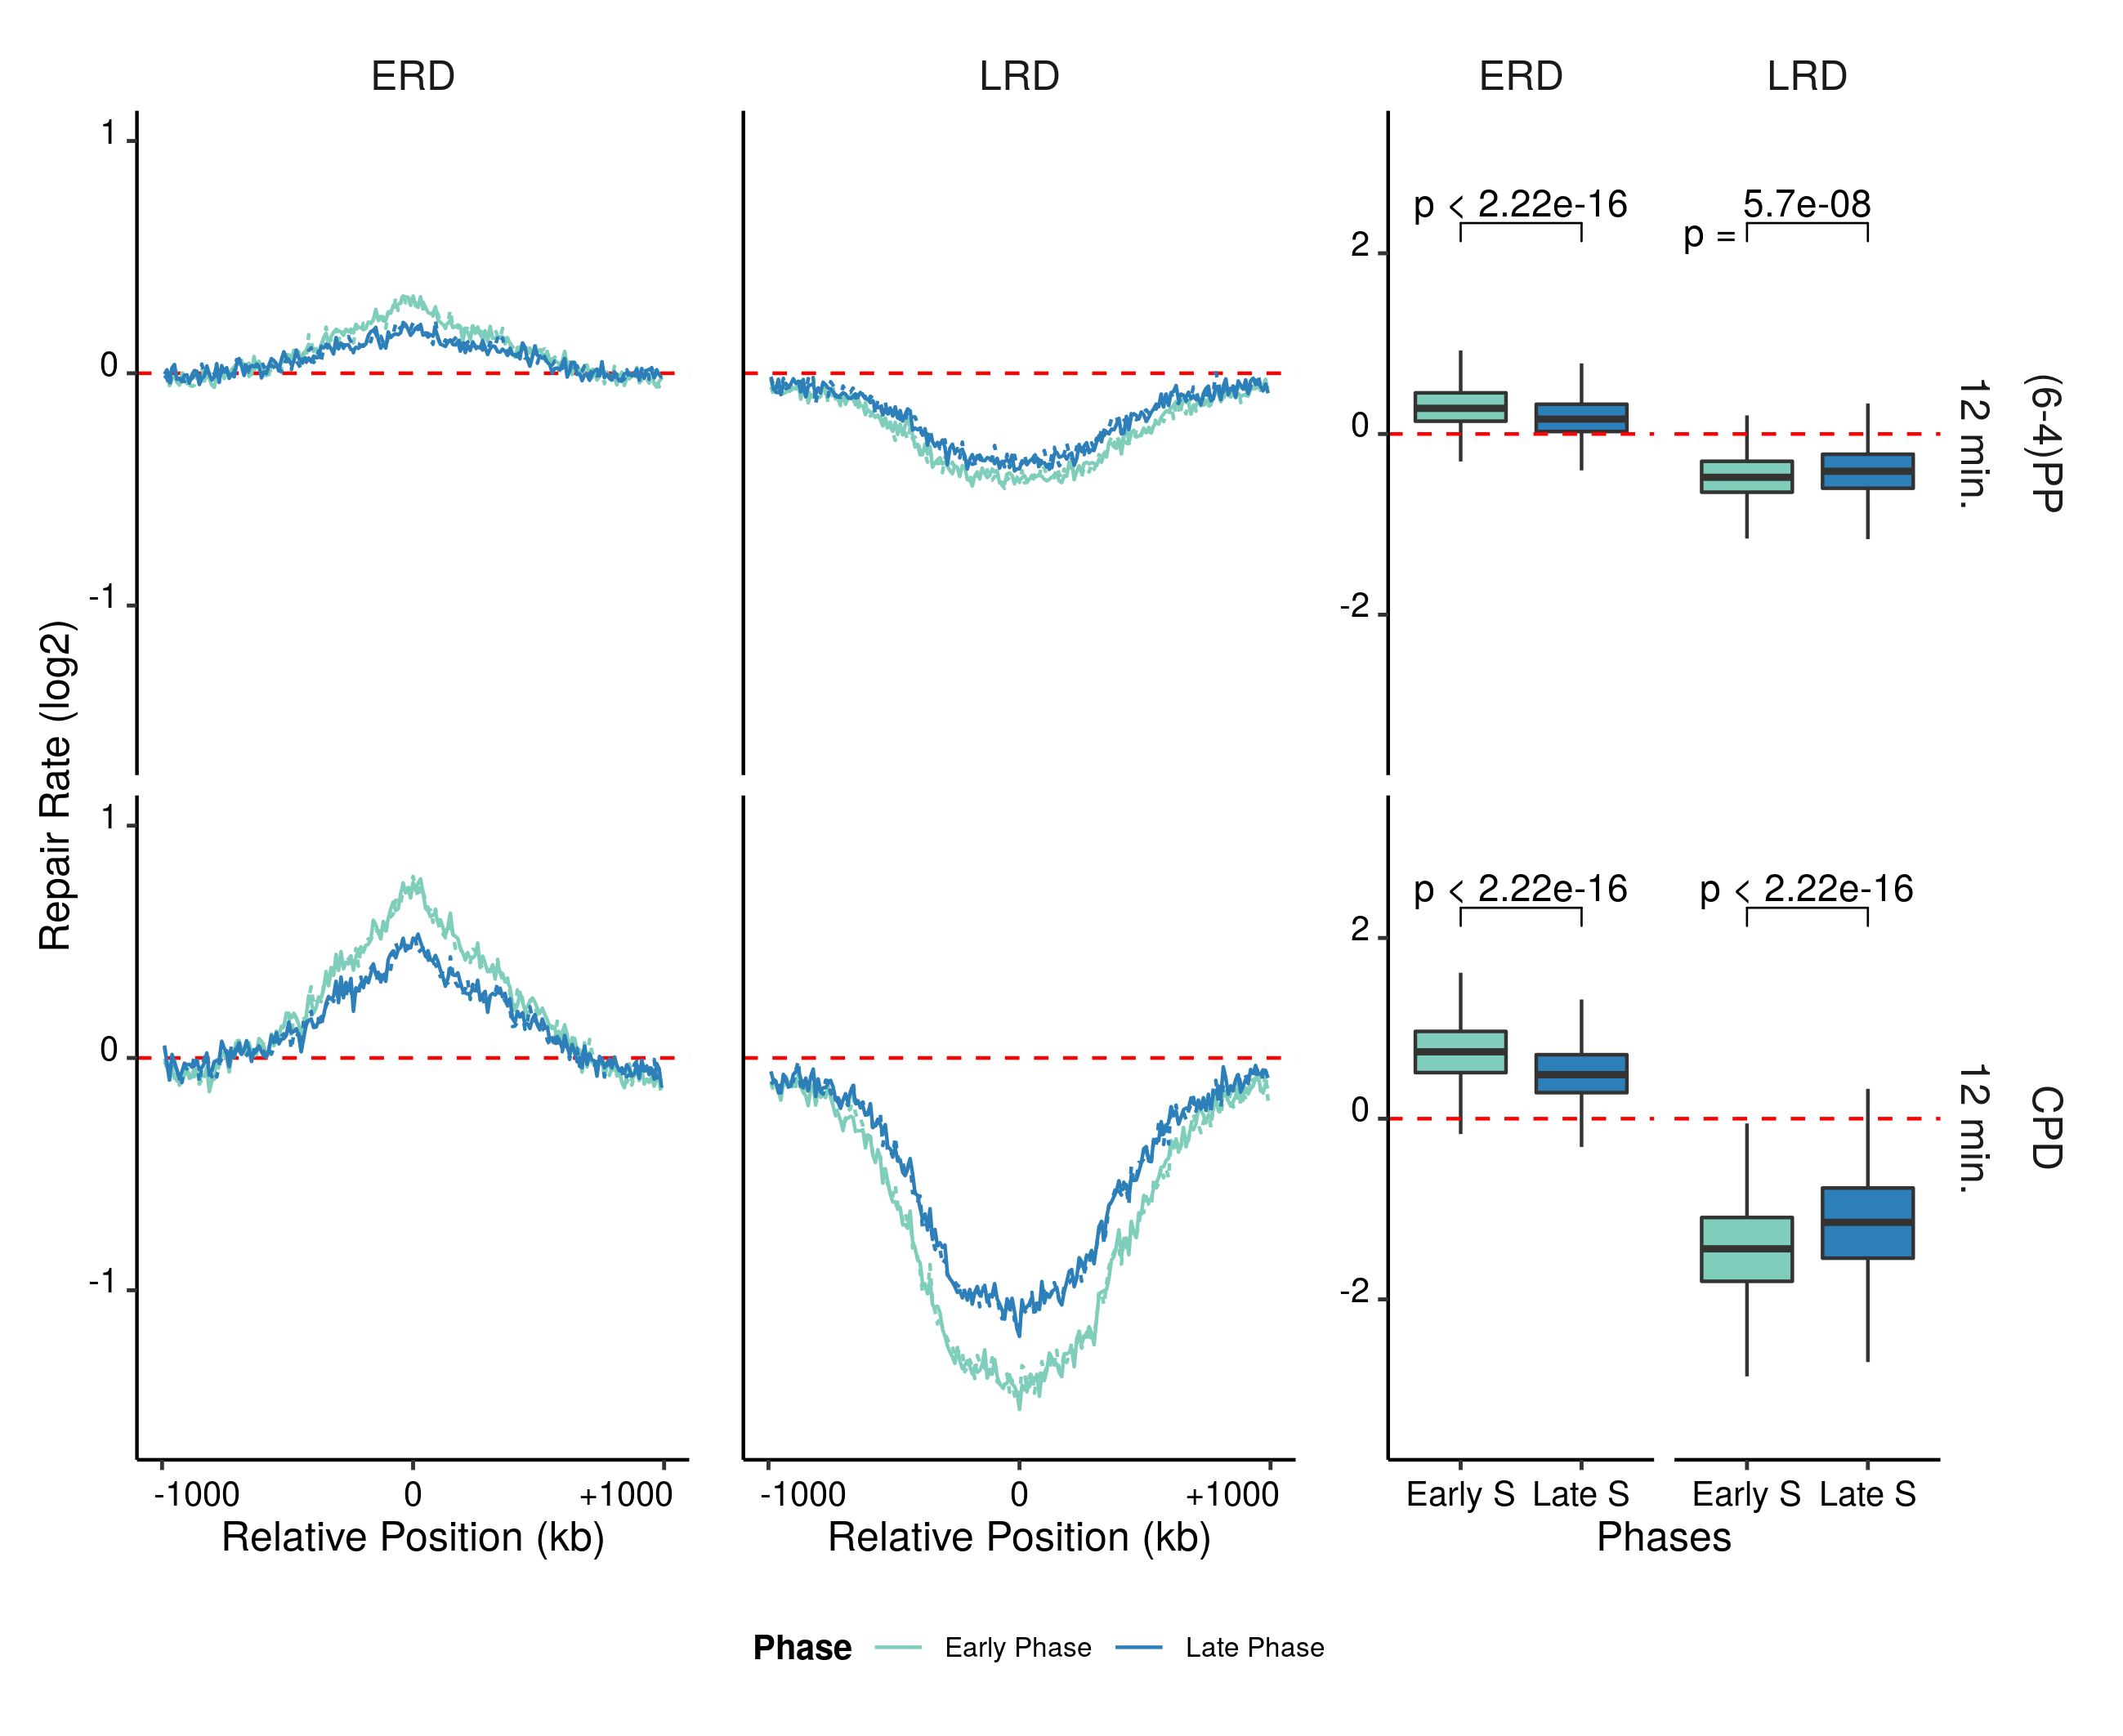 ERD
LRD
ERD
LRD
Repair Rate (log2)
1
0
-1
2
0
-2
p < 2.22e-16
5.7e-08
p =
(6-4)PP
12 min.
1
0
-1
2
0
-2
p < 2.22e-16
p < 2.22e-16
CPD
12 min.
-1000 0 +1000
-1000 0 +1000
Early S Late S
Early S Late S
Relative Position (kb)
Relative Position (kb)
Phases
Phase Early Phase Late Phase